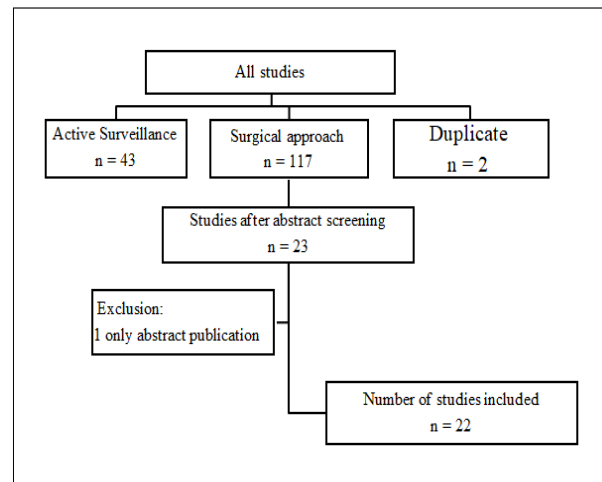 All studies
Active Surveillance
n = 43
Surgical approach
n = 117
Duplicate
n = 2
Studies after abstract screening
n = 23
Exclusion:
1 only abstract publication
Number of studies included
n = 22